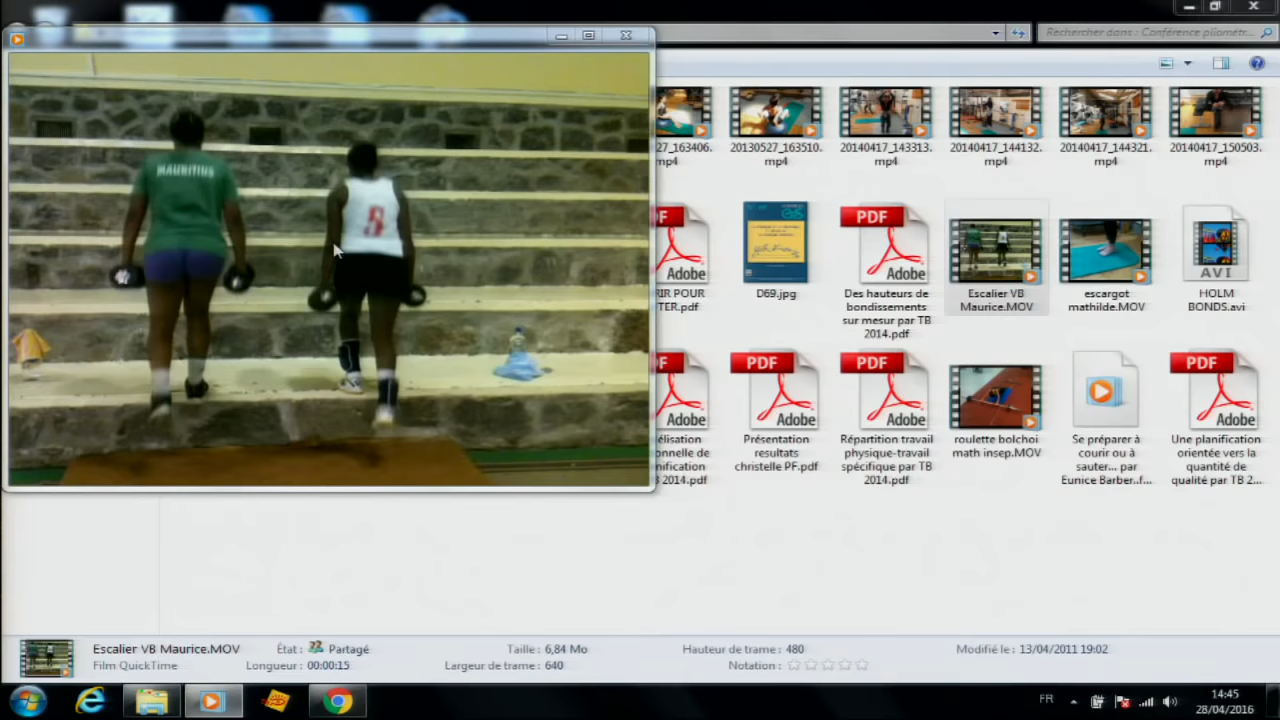 Rechercher dans : Conférence pliométr...
MAURITIUS
8
27_163406.
mp4
20130527_163510.
mp4
20140417_143313.
mp4
20140417_144132.
mp4
20140417_144321.
mp4
20140417_150503.
mp4
PDF
Adobe
RIR POUR
TER.pdf
D69.jpg
PDF
Adobe
Des hauteurs de
bondissements
sur mesur par TB
2014.pdf
Escalier VB
Maurice.MOV
escargot
mathilde.MOV
AVI
HOLM
BONDS.avi
PDF
Adobe
élisation
onnelle de
nification
B 2014.pdf
PDF
Adobe
Présentation
resultats
christelle PF.pdf
PDF
Adobe
Répartition travail
physique-travail
spécifique par TB
2014.pdf
roulette bolchoi
math insep.MOV
Se préparer à
courir ou à
sauter... par
Eunice Barber..f...
PDF
Adobe
Une planification
orientée vers la
quantité de
qualité par TB 2...
Escalier VB Maurice.MOV
Film QuickTime
État : Partagé
Longueur : 00:00:15
Taille : 6,84 Mo
Largeur de trame : 640
Hauteur de trame : 480
Notation :
Modifié le : 13/04/2011 19:02
FR
14:45
28/04/2016